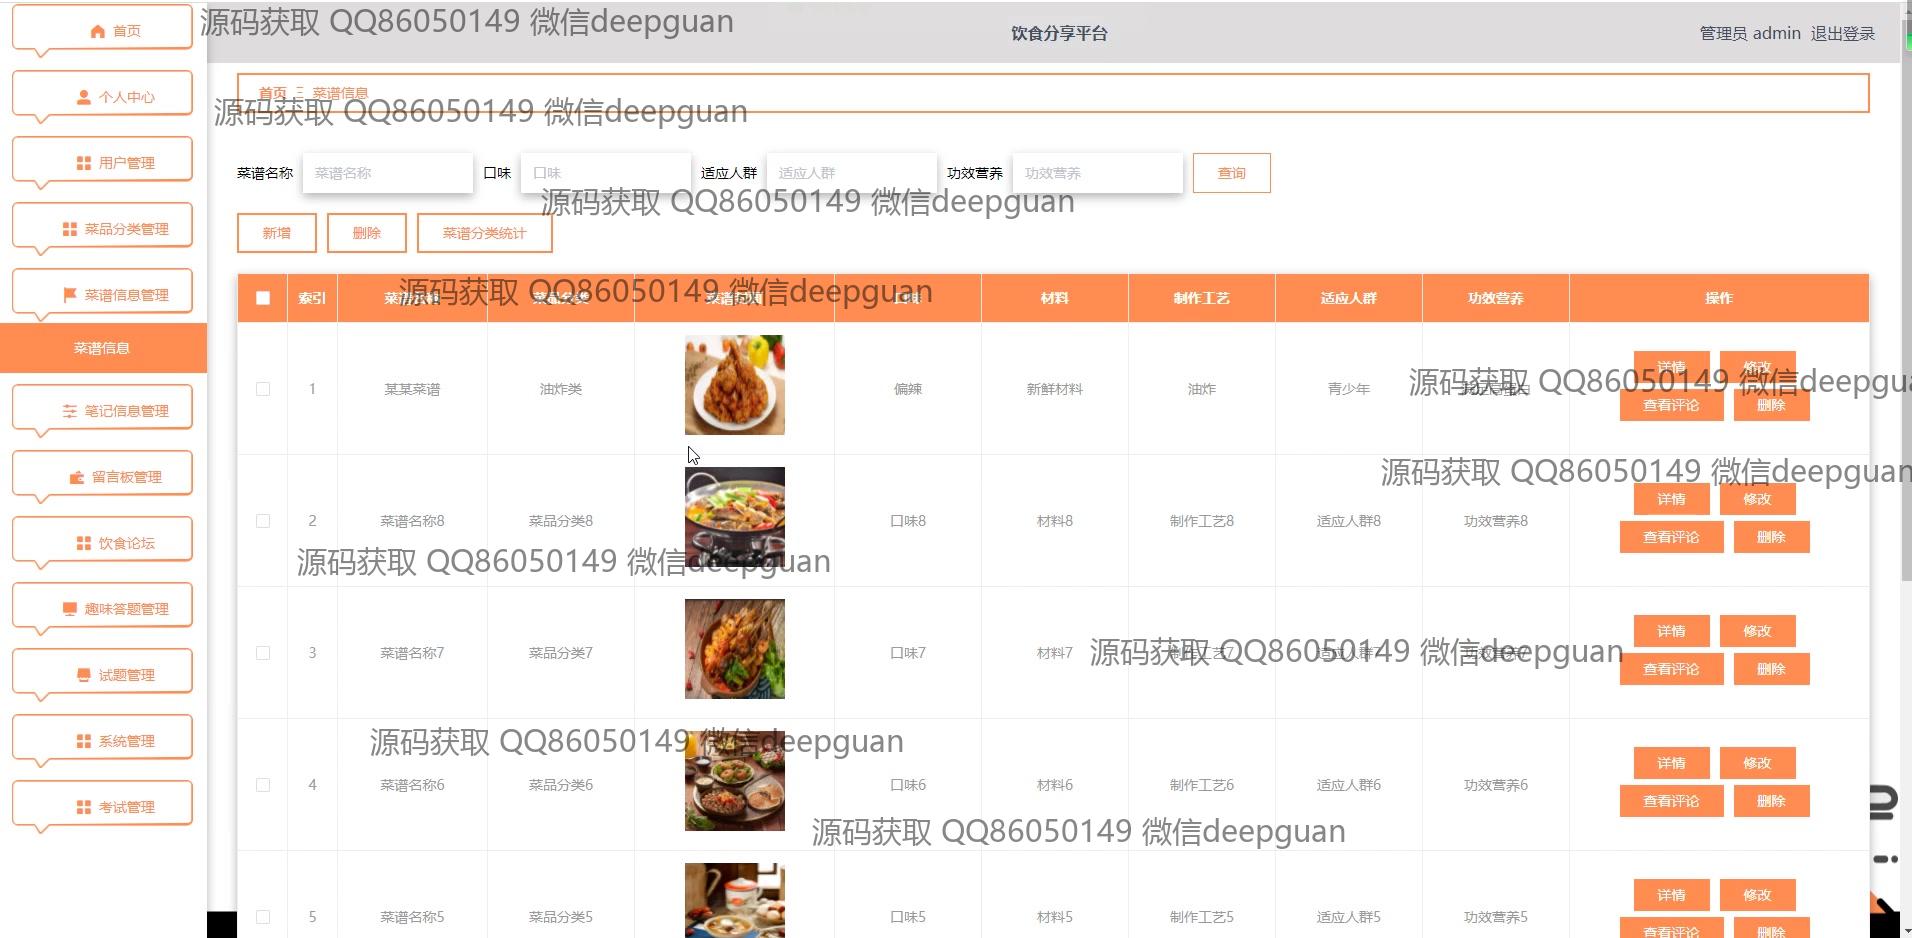 首页
个人中心
用户管理
菜品分类管理
菜谱信息管理
菜谱信息
笔记信息管理
留言板管理
饮食论坛
趣味答题管理
试题管理
系统管理
考试管理
源码获取 QQ86050149 微信deepguan
饮食分享平台
管理员 admin 退出登录
首页 菜谱信息
源码获取 QQ86050149 微信deepguan
菜谱名称 菜谱名称 口味 口味 适应人群 适应人群 功效营养 功效营养 查询
源码获取 QQ86050149 微信deepguan
新增 删除 菜谱分类统计
源码获取 QQ86050149 微信deepguan
索引 材料 制作工艺 适应人群 功效营养 操作
1 某某菜谱 油炸类 偏辣 新鲜材料 油炸 青少年 详情 修改
源码获取 QQ86050149 微信deepgua
查看评论 删除
源码获取 QQ86050149 微信deepguan
2 菜谱名称8 菜品分类8 口味8 材料8 制作工艺8 适应人群8 功效营养8 详情 修改
查看评论 删除
源码获取 QQ86050149 微信deepguan
3 菜谱名称7 菜品分类7 口味7 材料7 制作工艺7 适应人群7 功效营养7 详情 修改
源码获取 QQ86050149 微信deepguan
查看评论 删除
源码获取 QQ86050149 微信deepguan
4 菜谱名称6 菜品分类6 口味6 材料6 制作工艺6 适应人群6 功效营养6 详情 修改
查看评论 删除
源码获取 QQ86050149 微信deepguan
5 菜谱名称5 菜品分类5 口味5 材料5 制作工艺5 适应人群5 功效营养5 详情 修改
查看评论 删除